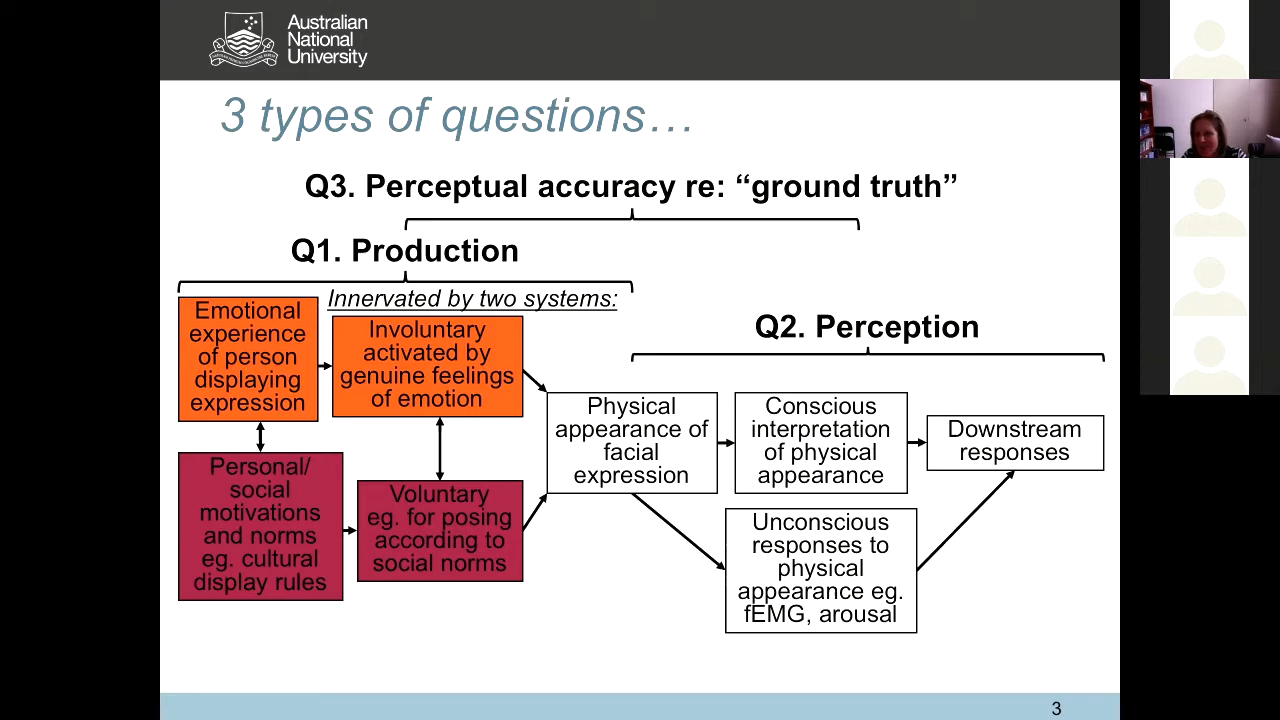 Australian
National
University
3 types of questions…
Q3. Perceptual accuracy re: “ground truth”
Q1. Production
Innervated by two systems:
Emotional
experience
of person
displaying
expression
Involuntary
activated by
genuine feelings
of emotion
Q2. Perception
Physical
appearance of
facial
expression
Conscious
interpretation
of physical
appearance
Downstream
responses
Personal/
social
motivations
and norms
eg. cultural
display rules
Voluntary
eg. for posing
according to
social norms
Unconscious
responses to
physical
appearance eg.
fEMG, arousal
3